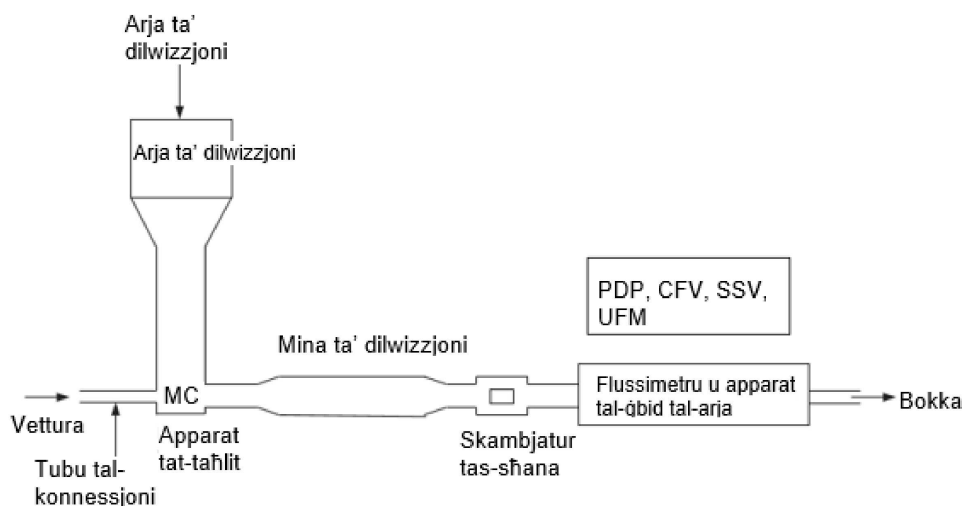 Arja ta'
dilwizzjoni
Arja ta' dilwizzjoni
PDP, CFV, SSV,
UFM
Mina ta' dilwizzjoni
MC
Flussimetru u apparat
tal-ġbid tal-arja
Bokka
Vettura
Apparat
tat-taħlit
Skambjatur
tas-sħana
Tubu tal-
konnessjoni